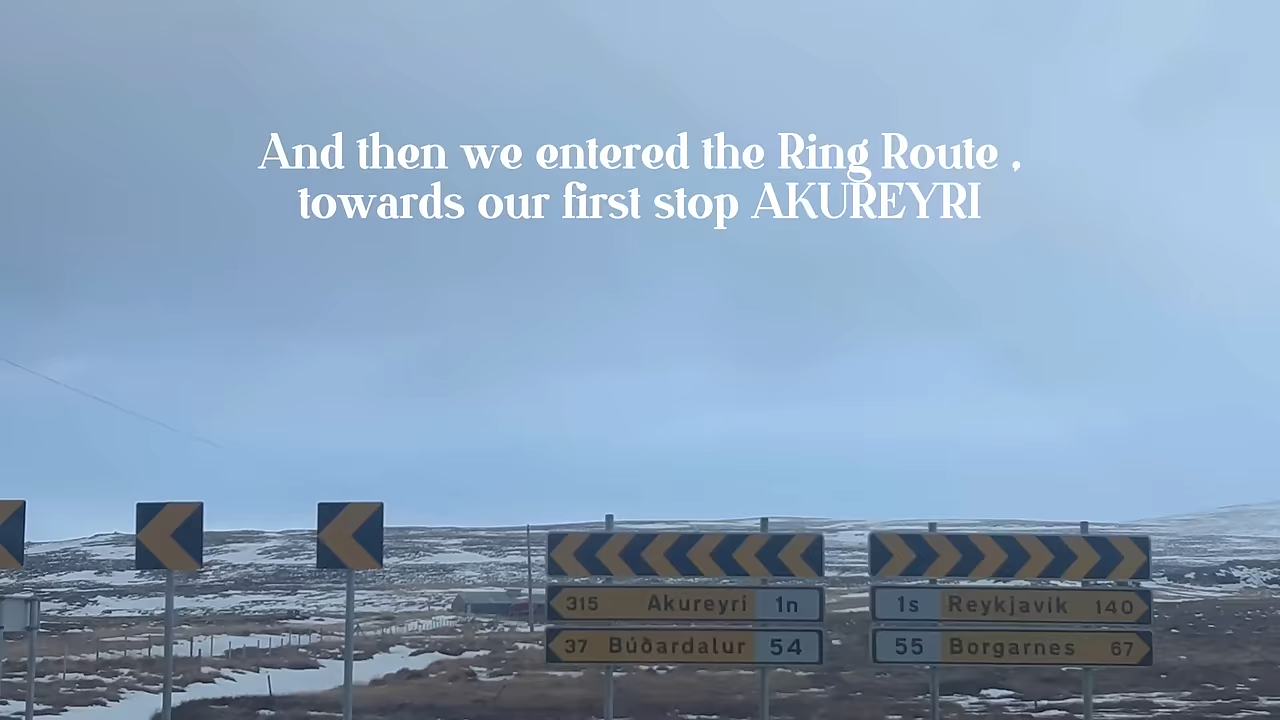 And then we entered the Ring Route ,
towards our first stop AKUREYRI
315 Akureyri 1n
37 Búðardalur 54
1s Reykjavík 140
55 Borgarnes 67